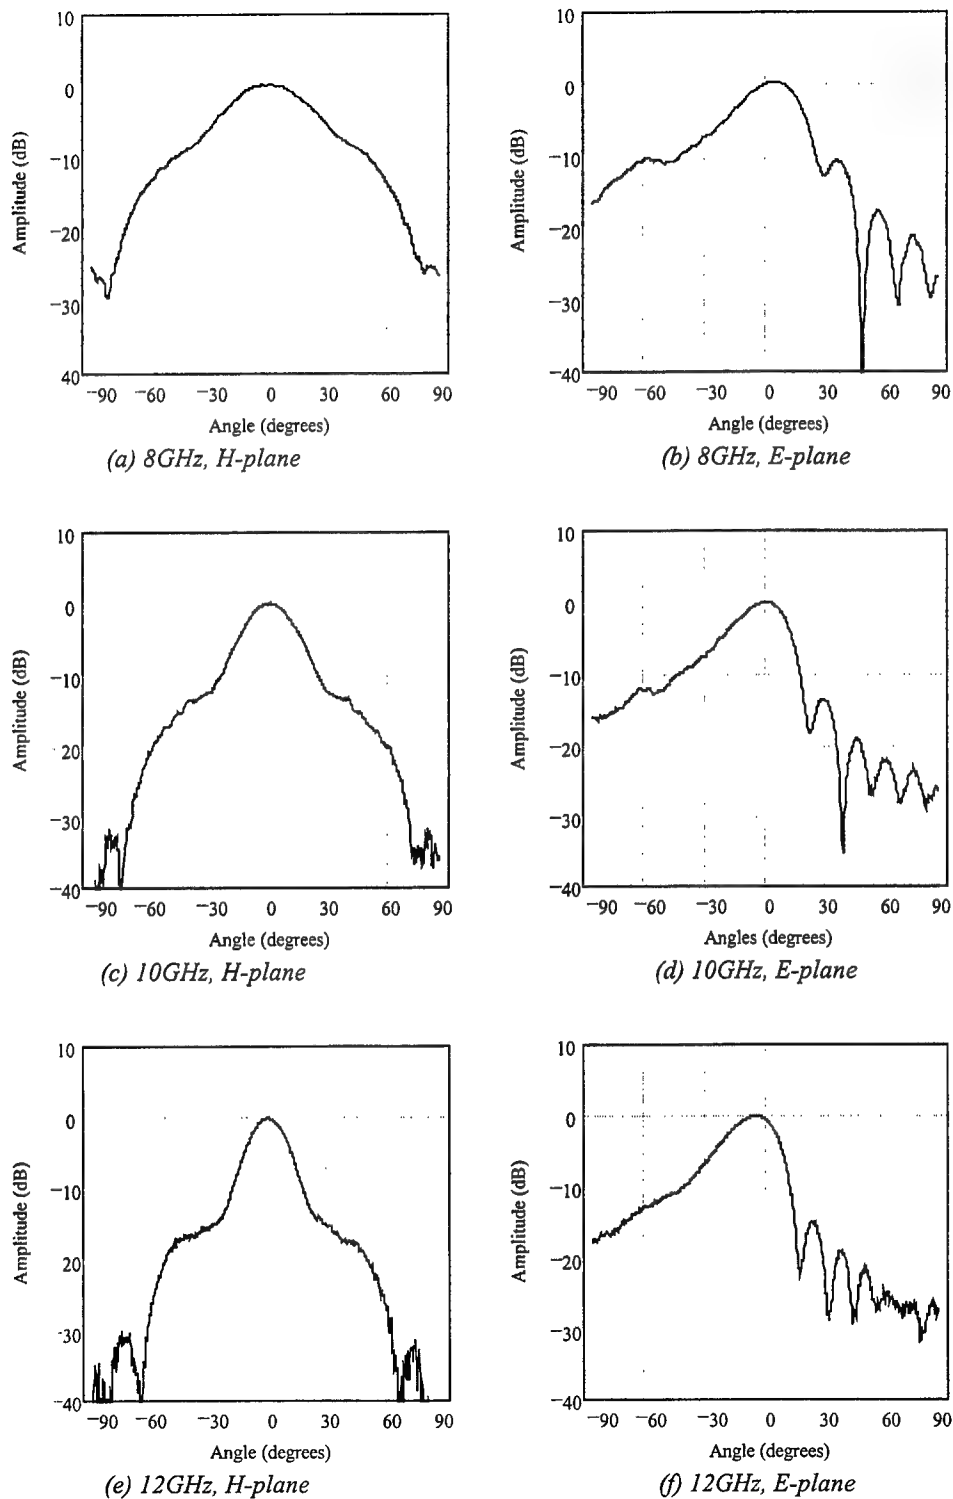 10 10
0 0
−10 −10
−20 −20
−30 −30
40 −40
Amplitude (dB) Amplitude (dB)
−90 −60 −30 0 30 60 90 −90 −60 −30 0 30 60 90
Angle (degrees) Angle (degrees)
(a) 8GHz, H-plane (b) 8GHz, E-plane
10 10
0 0
−10 −10
−20 −20
−30 −30
−40 −40
Amplitude (dB) Amplitude (dB)
−90 −60 −30 0 30 60 90 −90 −60 −30 0 30 60 90
Angle (degrees) Angles (degrees)
(c) 10GHz, H-plane (d) 10GHz, E-plane
10 10
0 0
−10 −10
20 −20
-30 −30
−40 −40
Amplitude (dB) Amplitude (dB)
−90 −60 −30 0 30 60 90 −90 −60 −30 0 30 60 90
Angle (degrees) Angle (degrees)
(e) 12GHz, H-plane (f) 12GHz, E-plane